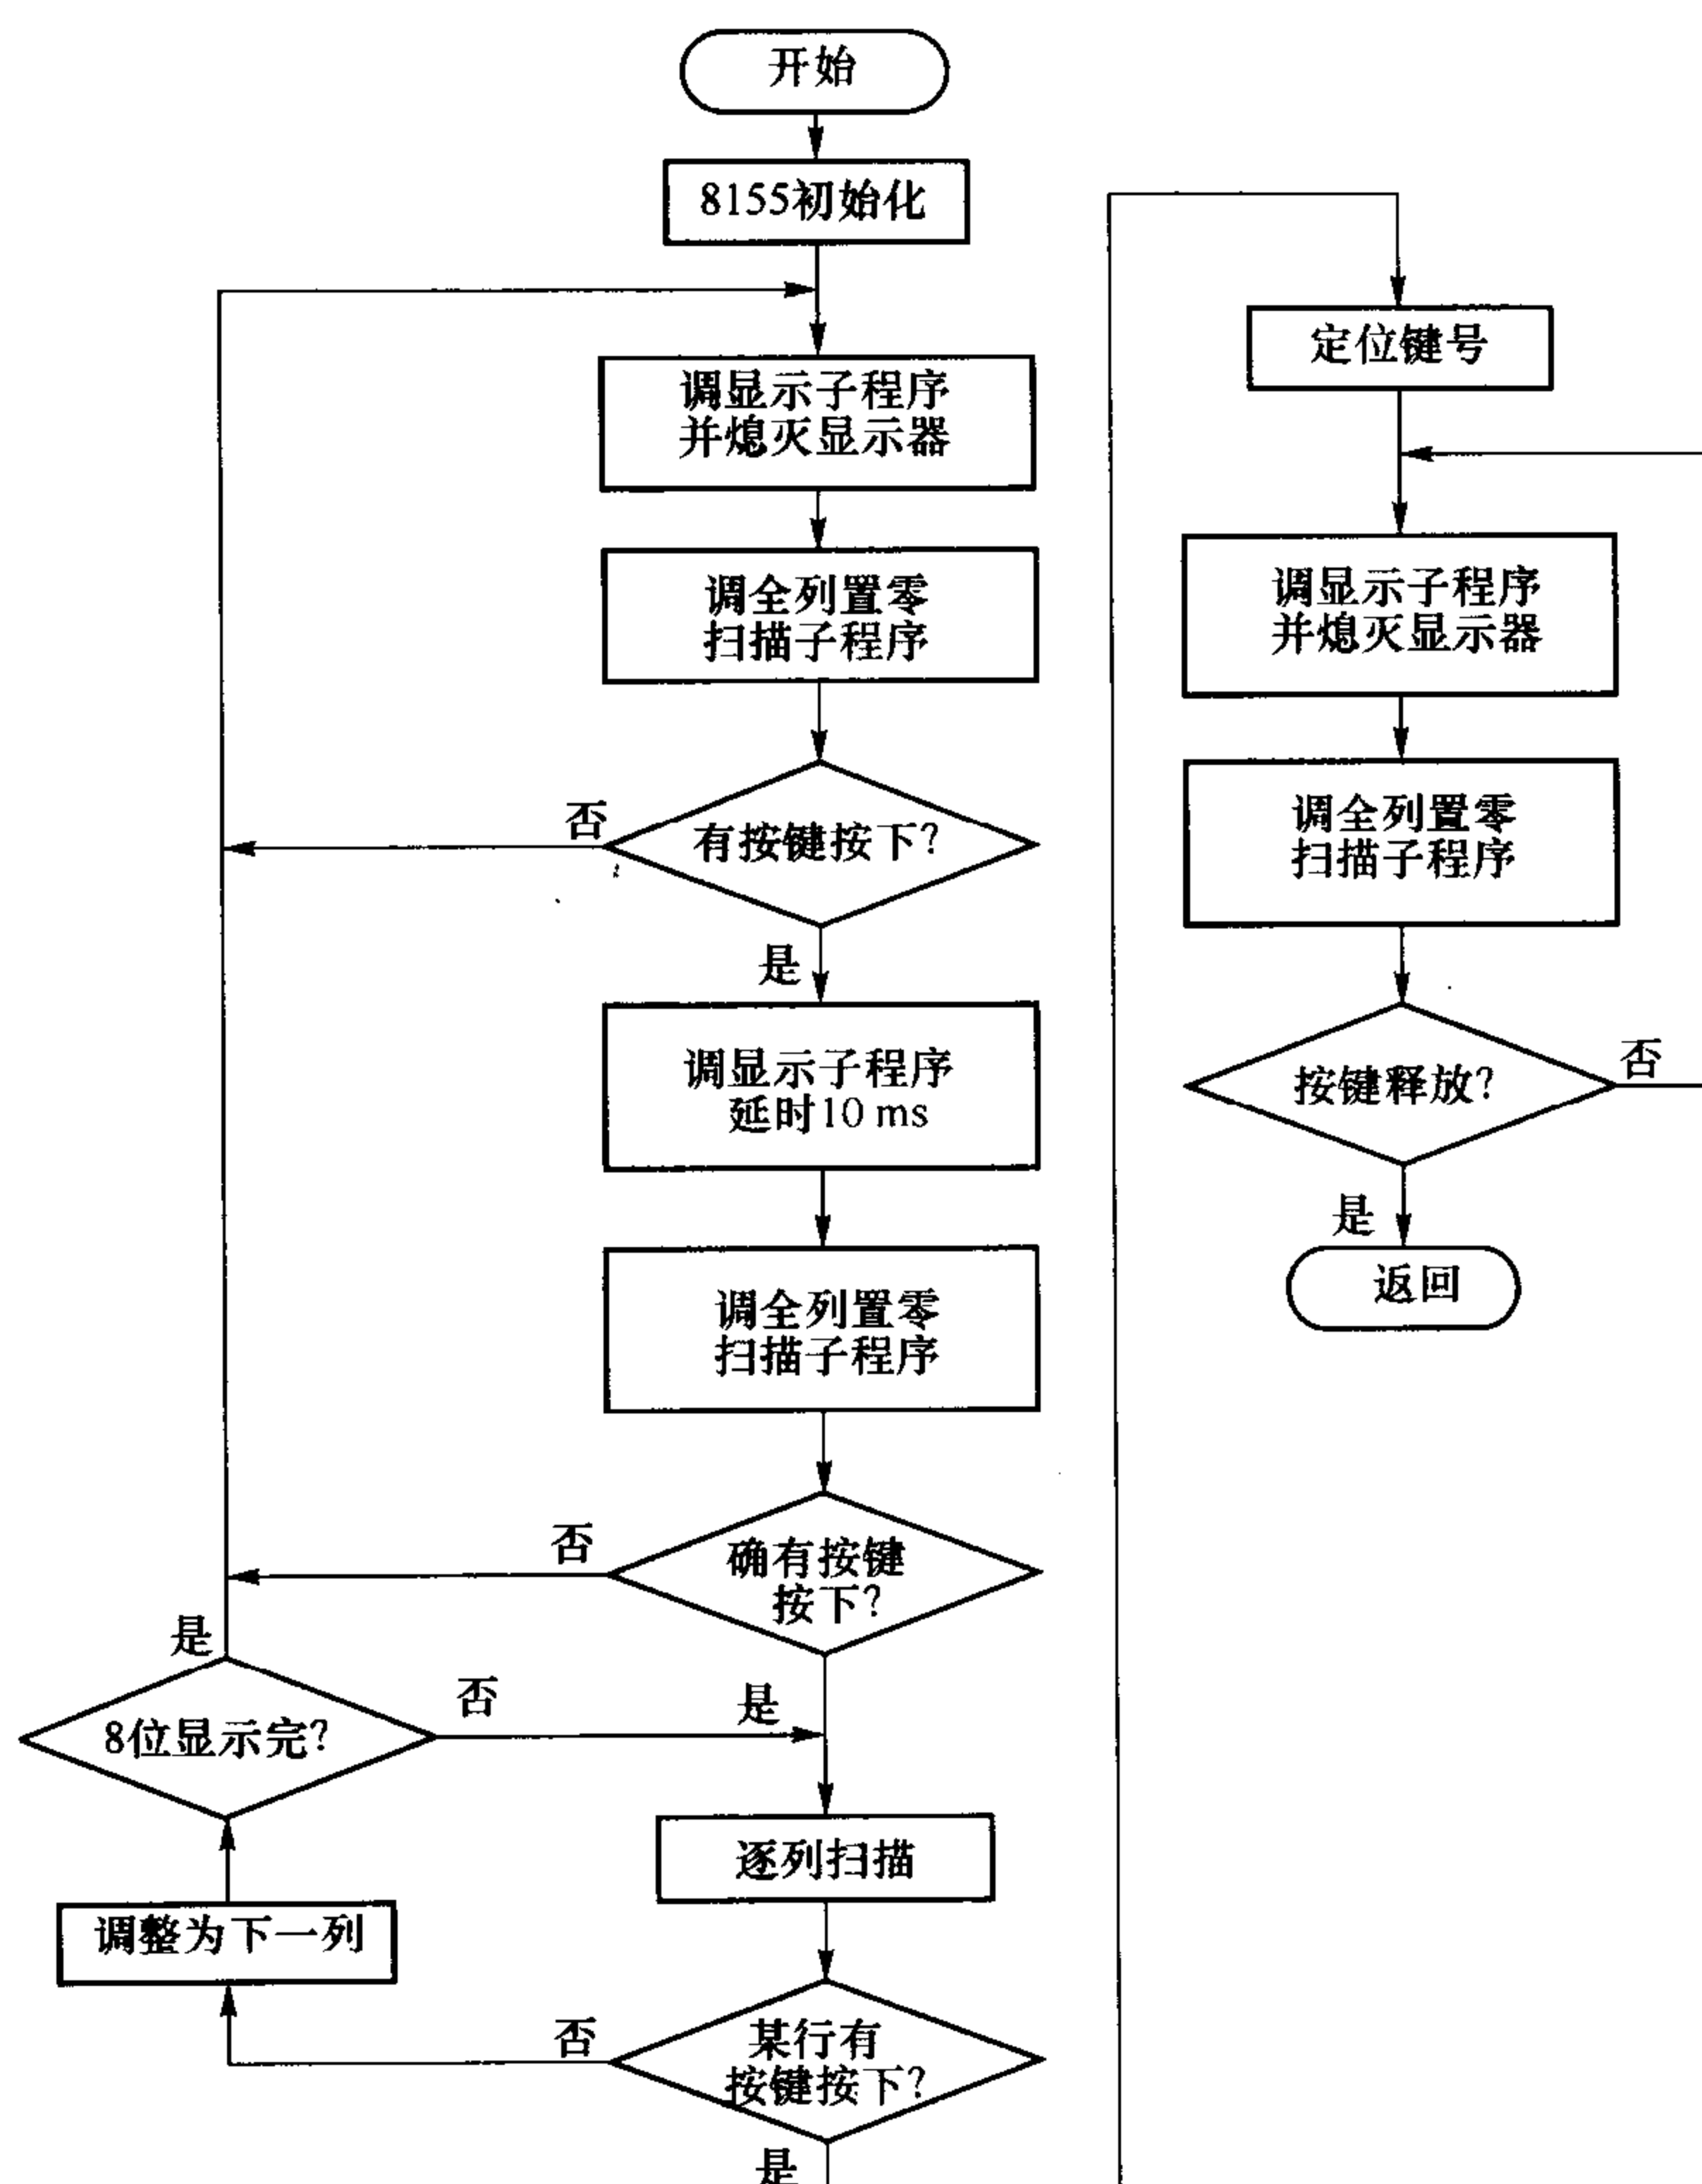 开始
8155初始化
调显示子程序
并熄灭显示器
调全列置零
扫描子程序
否
有按键按下?
是
调显示子程序
延时10 ms
调全列置零
扫描子程序
否
确有按键
按下?
是
8位显示完?
否
是
逐列扫描
调整为下一列
否
某行有
按键按下?
是
定位键号
调显示子程序
并熄灭显示器
调全列置零
扫描子程序
按键释放?
否
是
返回